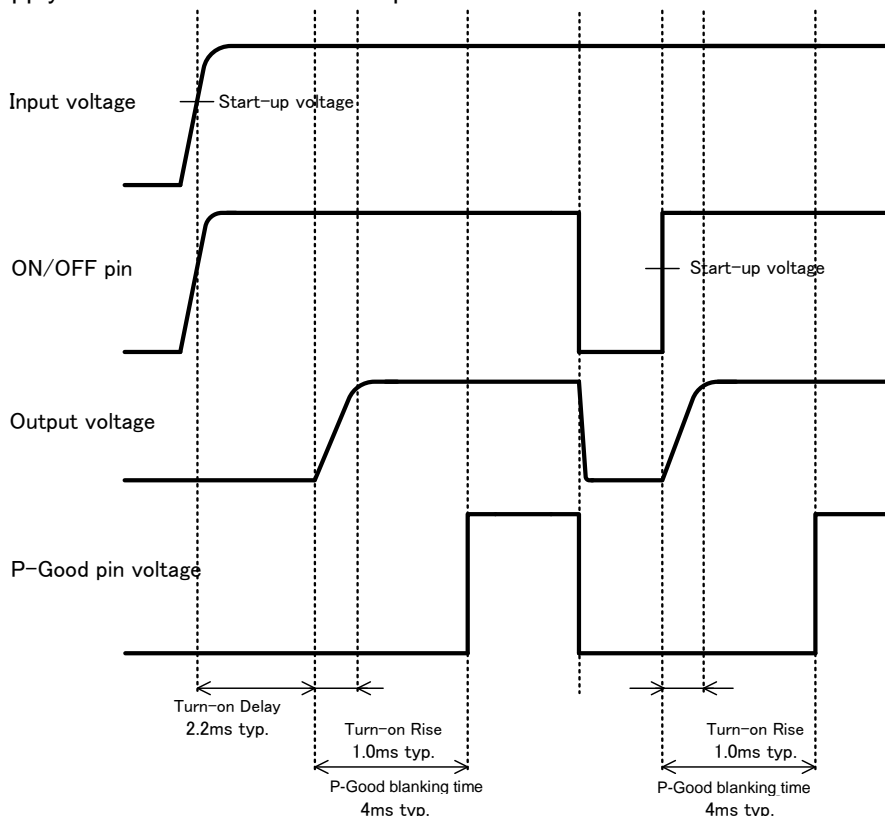 Input voltage
Start-up voltage
ON/OFF pin
Start-up voltage
Output voltage
P-Good pin voltage
Turn-on Delay
2.2ms typ.
Turn-on Rise
1.0ms typ.
Turn-on Rise
1.0ms typ.
P-Good blanking time
4ms typ.
P-Good blanking time
4ms typ.